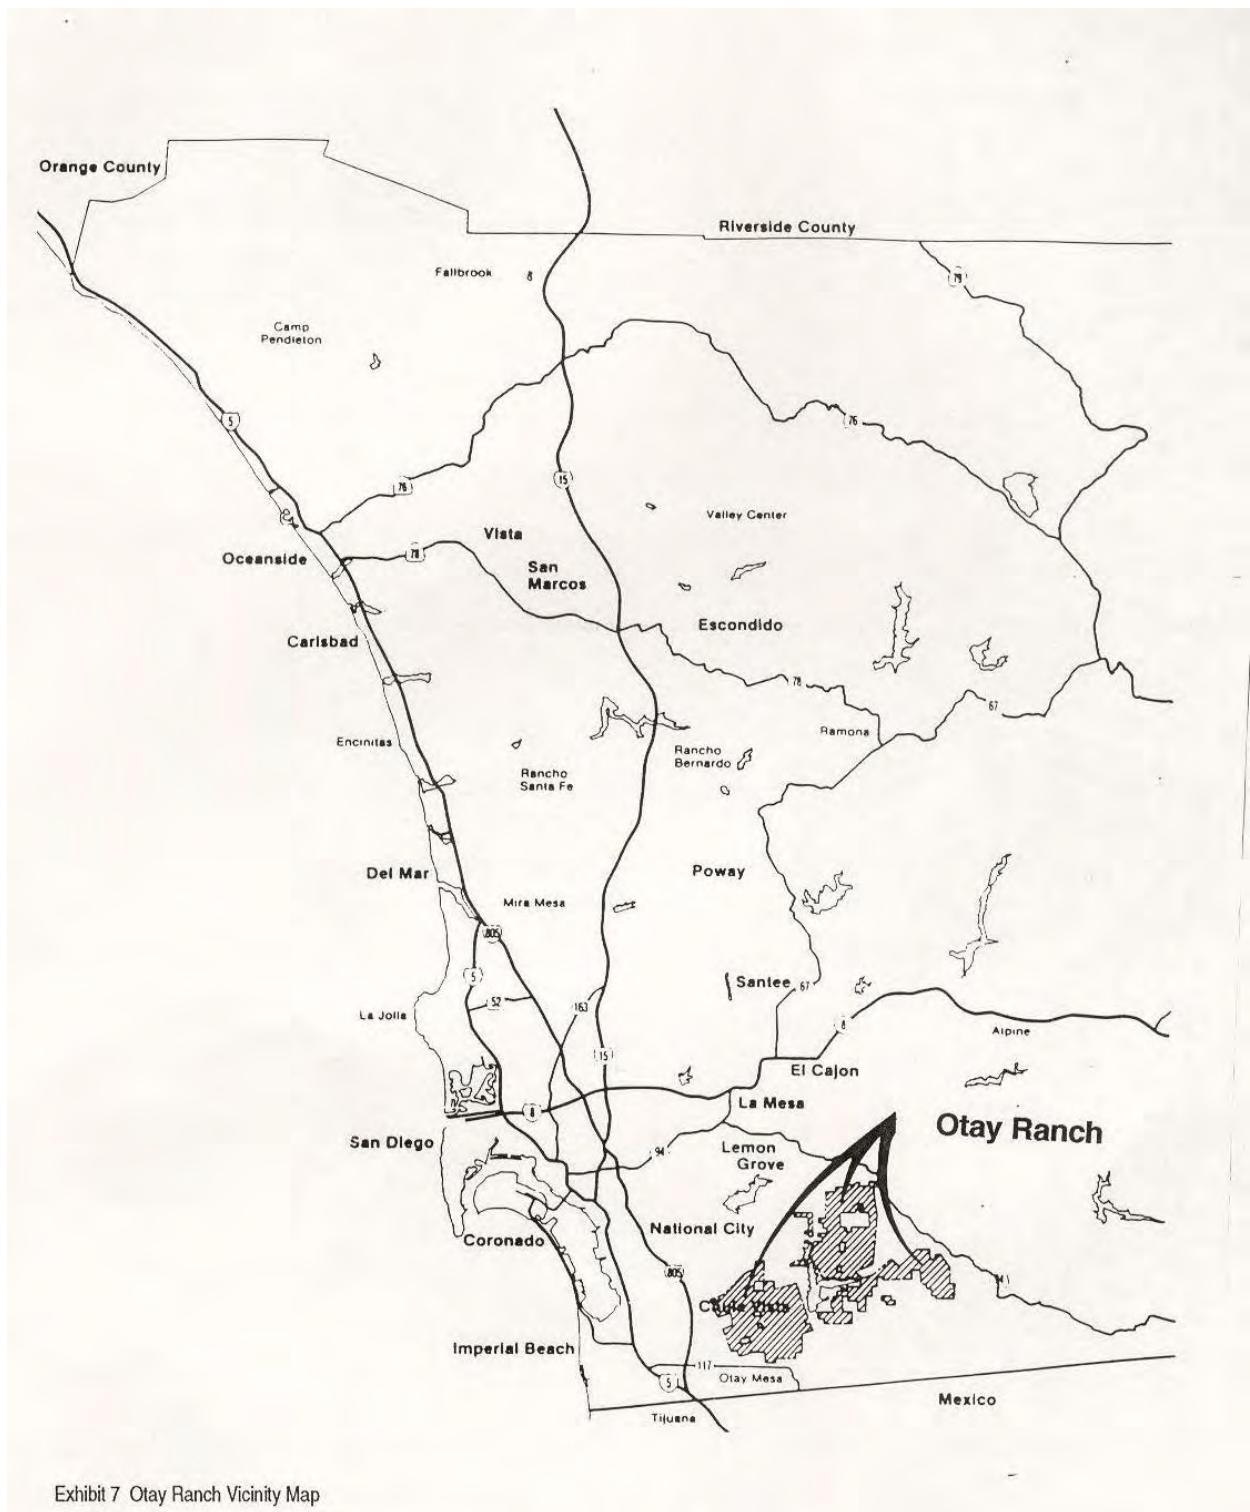 Orange County
Riverside County
Fallbrook
8
79
Camp
Pendleton
5
76
76
15
Valley Center
Vista
78
Oceanside
San
Marcos
Escondido
Carlsbad
78
67
Ramona
Encinitas
Rancho
Bernardo
Rancho
Santa Fe
Del Mar
Poway
Mira Mesa
805
5
Santee
67
52
163
La Jolla
8
Alpine
15
El Cajon
La Mesa
8
Otay Ranch
San Diego
94
Lemon
Grove
National City
Coronado
805
94
Chula Vista
Imperial Beach
117
5
Otay Mesa
Mexico
Tijuana
Exhibit 7 Otay Ranch Vicinity Map